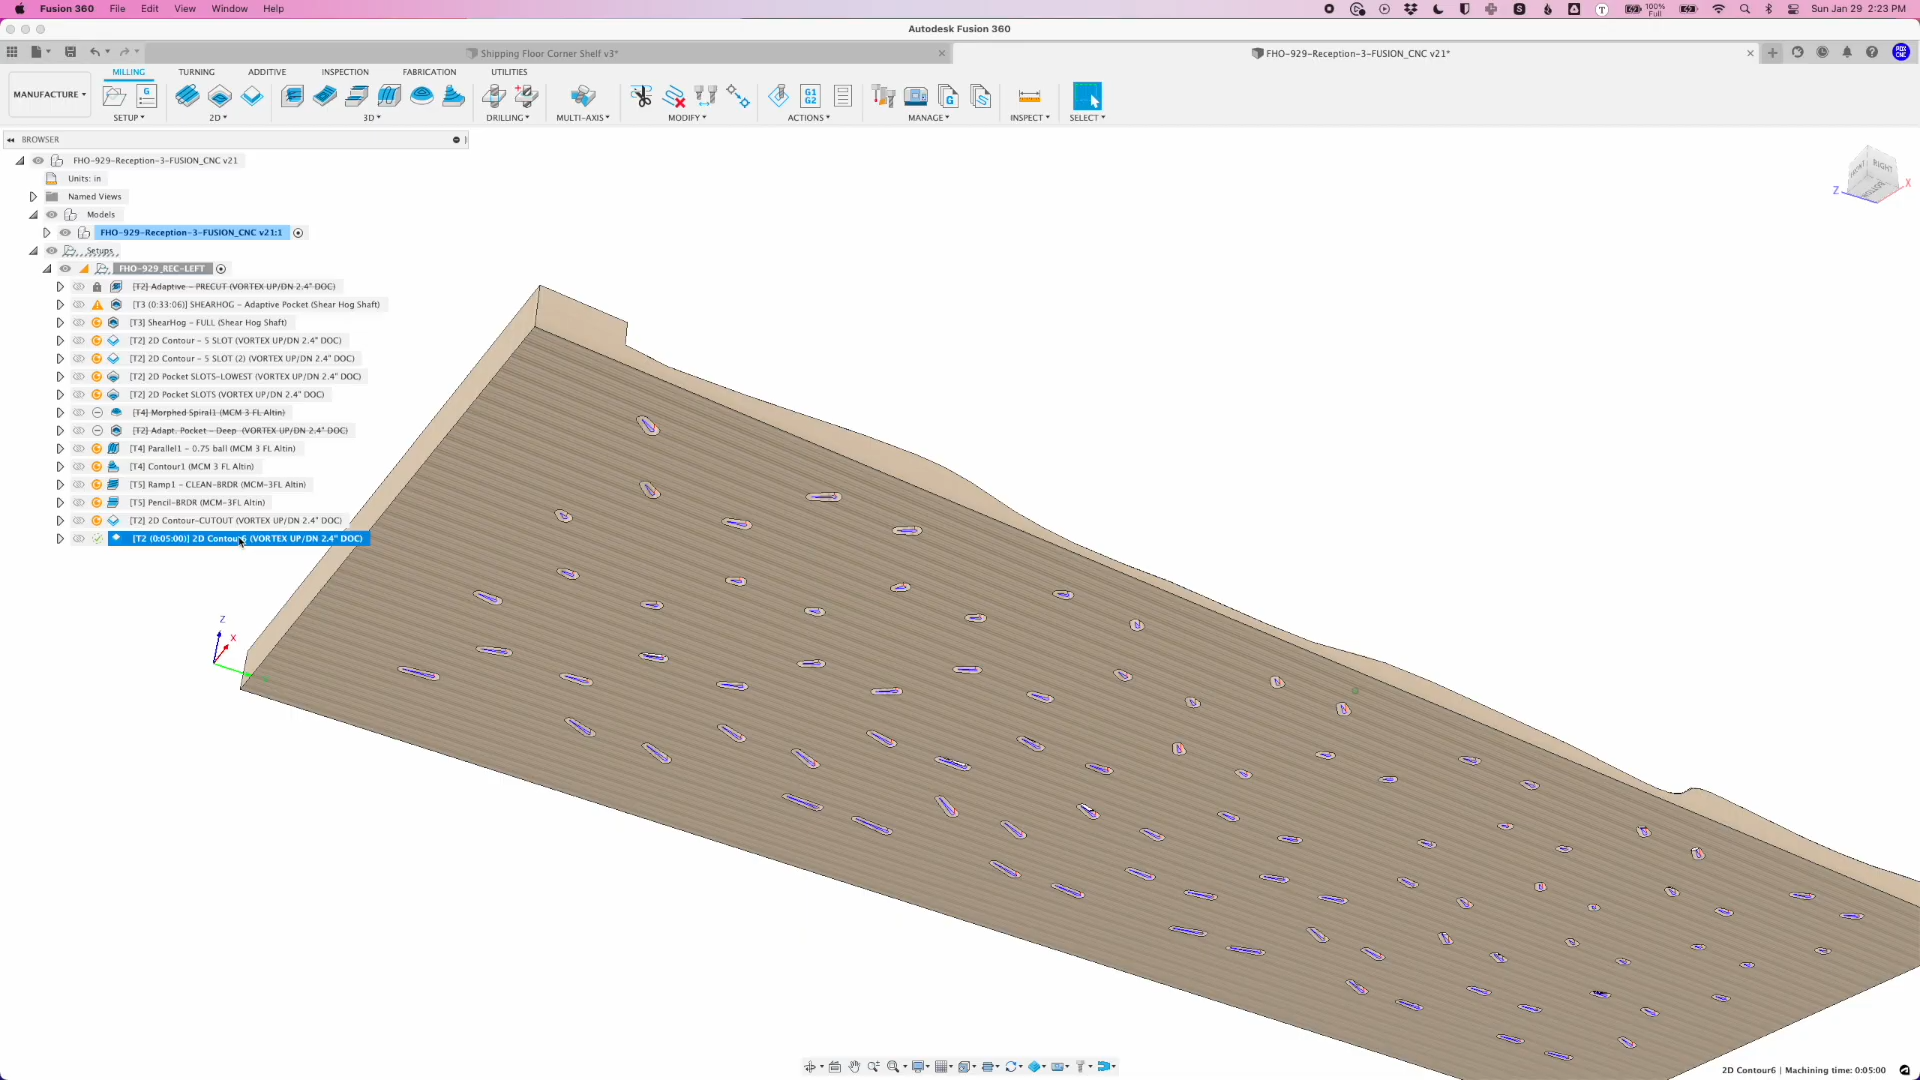 Fusion 360 File Edit View Window Help 100% Full Sun Jan 29 2:23 PM
Autodesk Fusion 360
Shipping Floor Corner Shelf v3*
FHO-929-Reception-3-FUSION_CNC v21*
MILLING TURNING ADDITIVE INSPECTION FABRICATION UTILITIES
MANUFACTURE
SETUP 2D 3D DRILLING MULTI-AXIS MODIFY ACTIONS MANAGE INSPECT SELECT
BROWSER
FHO-929-Reception-3-FUSION_CNC v21
Units: in
Named Views
Models
FHO-929-Reception-3-FUSION_CNC v21:1
Setups
FHO-929_REC-LEFT
[T2] Adaptive - PRECUT (VORTEX UP/DN 2.4" DOC)
[T3 (0:33:06)] SHEARHOG - Adaptive Pocket (Shear Hog Shaft)
[T3] ShearHog - FULL (Shear Hog Shaft)
[T2] 2D Contour - 5 SLOT (VORTEX UP/DN 2.4" DOC)
[T2] 2D Contour - 5 SLOT (2) (VORTEX UP/DN 2.4" DOC)
[T2] 2D Pocket SLOTS-LOWEST (VORTEX UP/DN 2.4" DOC)
[T2] 2D Pocket SLOTS (VORTEX UP/DN 2.4" DOC)
[T4] Morphed Spiral1 (MCM 3 FL Altin)
[T2] Adapt. Pocket - Deep (VORTEX UP/DN 2.4" DOC)
[T4] Parallel1 - 0.75 ball (MCM 3 FL Altin)
[T4] Contour1 (MCM 3 FL Altin)
[T5] Ramp1 - CLEAN-BRDR (MCM-3FL Altin)
[T5] Pencil-BRDR (MCM-3FL Altin)
[T2] 2D Contour-CUTOUT (VORTEX UP/DN 2.4" DOC)
[T2 (0:05:00)] 2D Contour6 (VORTEX UP/DN 2.4" DOC)
RIGHT
Z
X
Z
X
2D Contour6 | Machining time: 0:05:00